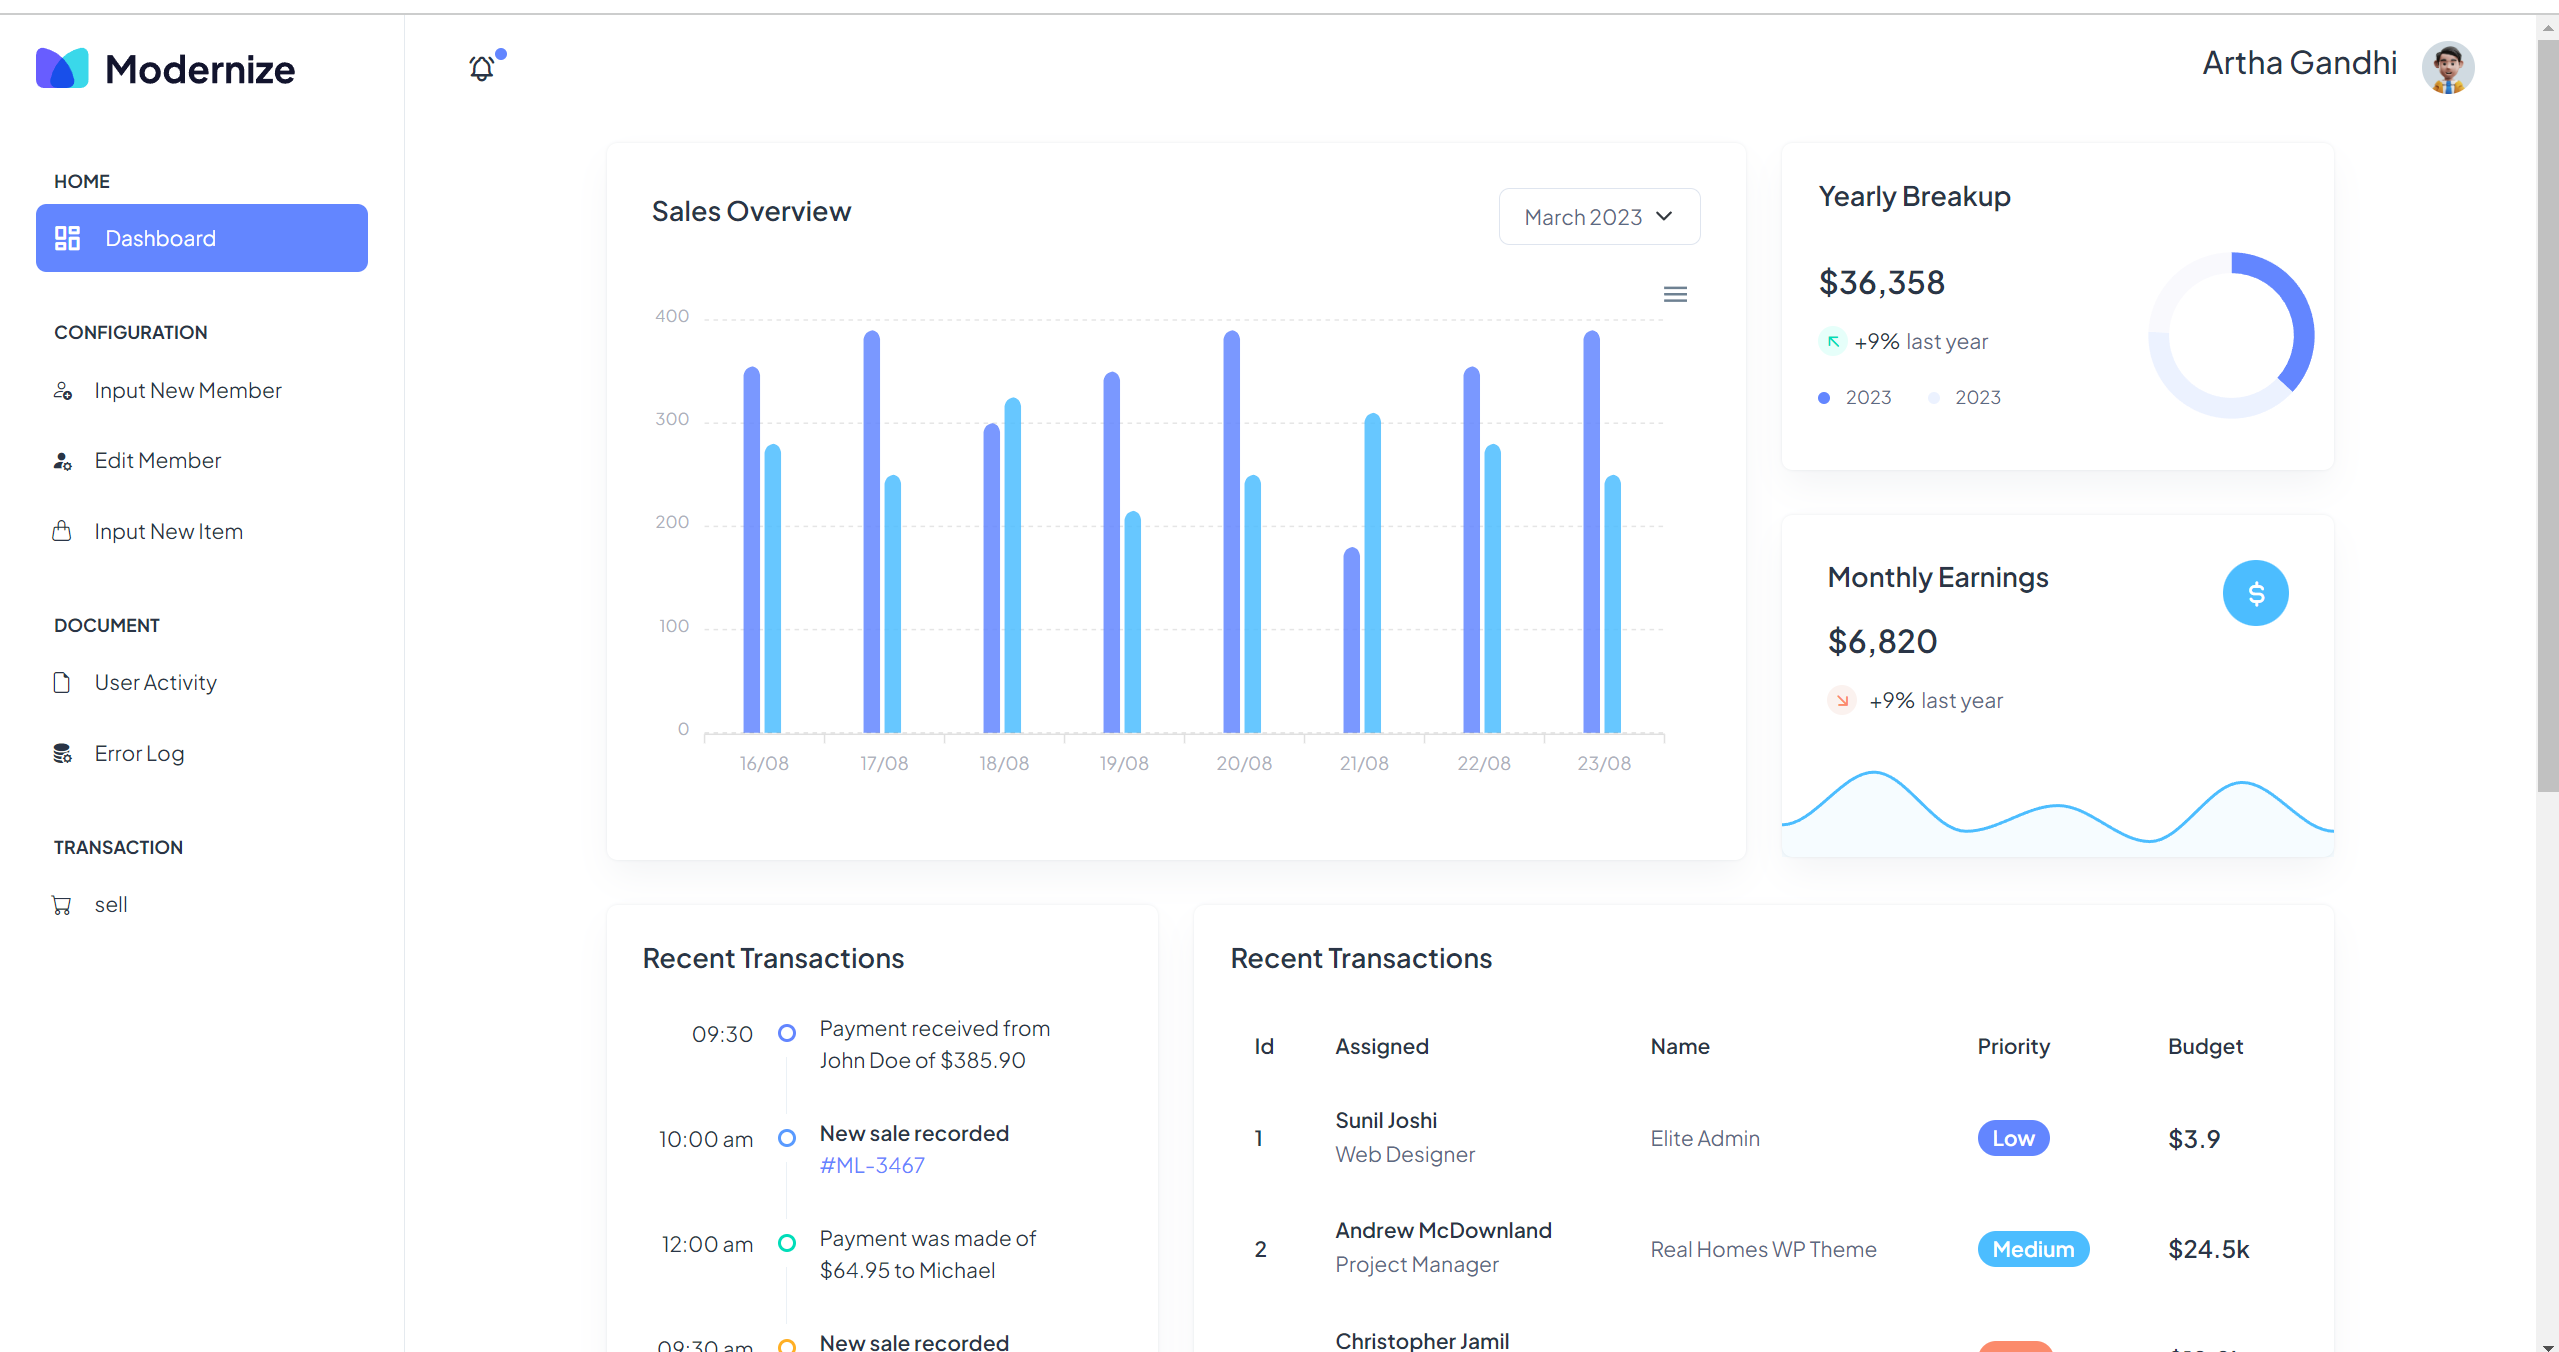 Modernize
Artha Gandhi
HOME
Dashboard
CONFIGURATION
Input New Member
Edit Member
Input New Item
DOCUMENT
User Activity
Error Log
TRANSACTION
sell
Sales Overview
March 2023
400
300
200
100
0
16/08 17/08 18/08 19/08 20/08 21/08 22/08 23/08
Yearly Breakup
$36,358
+9% last year
2023 2023
Monthly Earnings
$
$6,820
+9% last year
Recent Transactions
09:30 Payment received from
John Doe of $385.90
10:00 am New sale recorded
#ML-3467
12:00 am Payment was made of
$64.95 to Michael
09:30 am New sale recorded
Recent Transactions
Id Assigned Name Priority Budget
1 Sunil Joshi Elite Admin Low $3.9
Web Designer
2 Andrew McDownland Real Homes WP Theme Medium $24.5k
Project Manager
Christopher Jamil